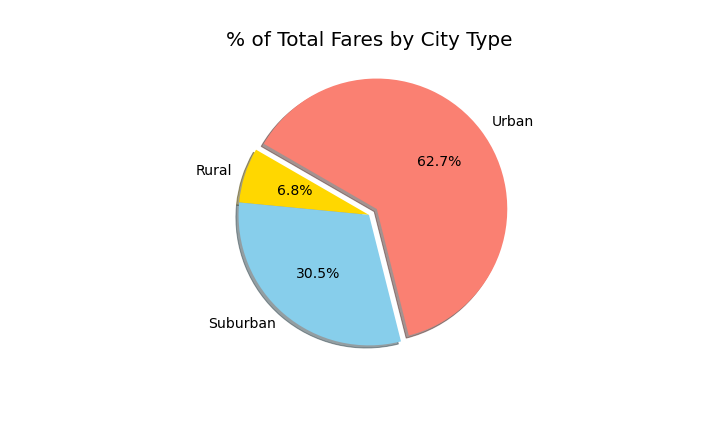 % of Total Fares by City Type
Urban
62.7%
Rural
6.8%
30.5%
Suburban